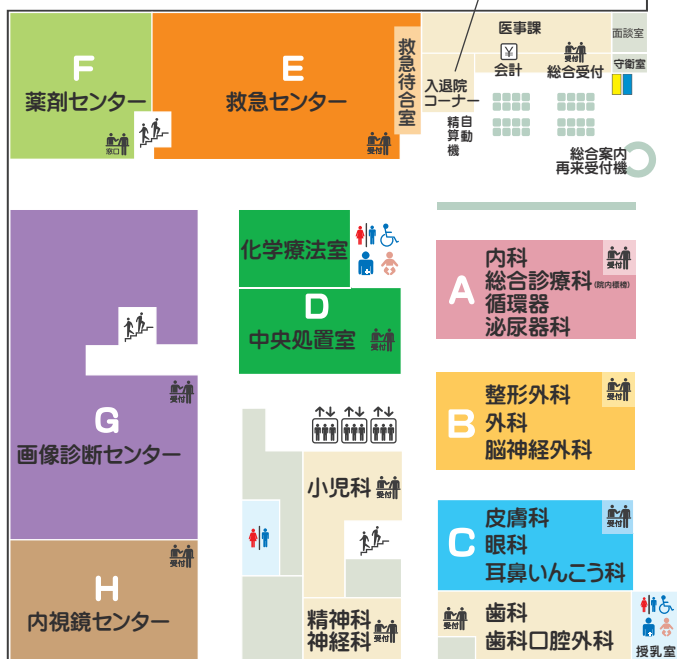 医事課
面談室
¥
会計
受付
総合受付
守衛室
F
薬剤センター
窓口
E
救急センター
受付
救急待合室
入退院
コーナー
自動
精算機
総合案内
再来受付機
化学療法室
D
中央処置室
受付
A
内科
総合診療科(院内標榜)
循環器
泌尿器科
受付
B
整形外科
外科
脳神経外科
受付
G
画像診断センター
受付
小児科
受付
C
皮膚科
眼科
耳鼻いんこう科
受付
H
内視鏡センター
受付
精神科
神経科
受付
歯科
歯科口腔外科
受付
授乳室